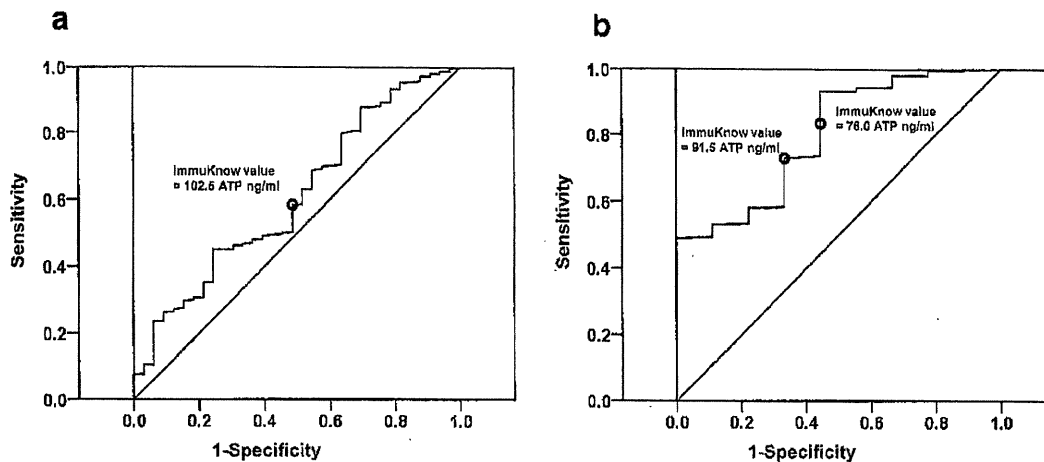 a
1.0
0.8
0.6
0.4
0.2
0.0
Sensitivity
ImmuKnow value
= 102.5 ATP ng/ml
0.0 0.2 0.4 0.6 0.8 1.0
1-Specificity
b
1.0
0.8
0.6
0.4
0.2
0.0
Sensitivity
ImmuKnow value
= 91.5 ATP ng/ml
ImmuKnow value
= 76.0 ATP ng/ml
0.0 0.2 0.4 0.6 0.8 1.0
1-Specificity